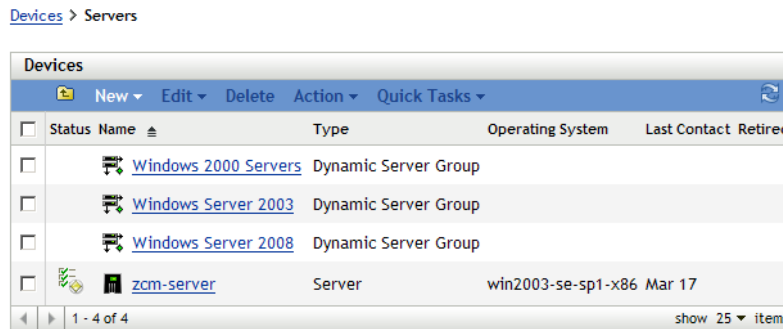 Devices > Servers
Devices
New Edit Delete Action Quick Tasks
Status Name Type Operating System Last Contact Retired
Windows 2000 Servers Dynamic Server Group
Windows Server 2003 Dynamic Server Group
Windows Server 2008 Dynamic Server Group
zcm-server Server win2003-se-sp1-x86 Mar 17
1 - 4 of 4 show 25 item